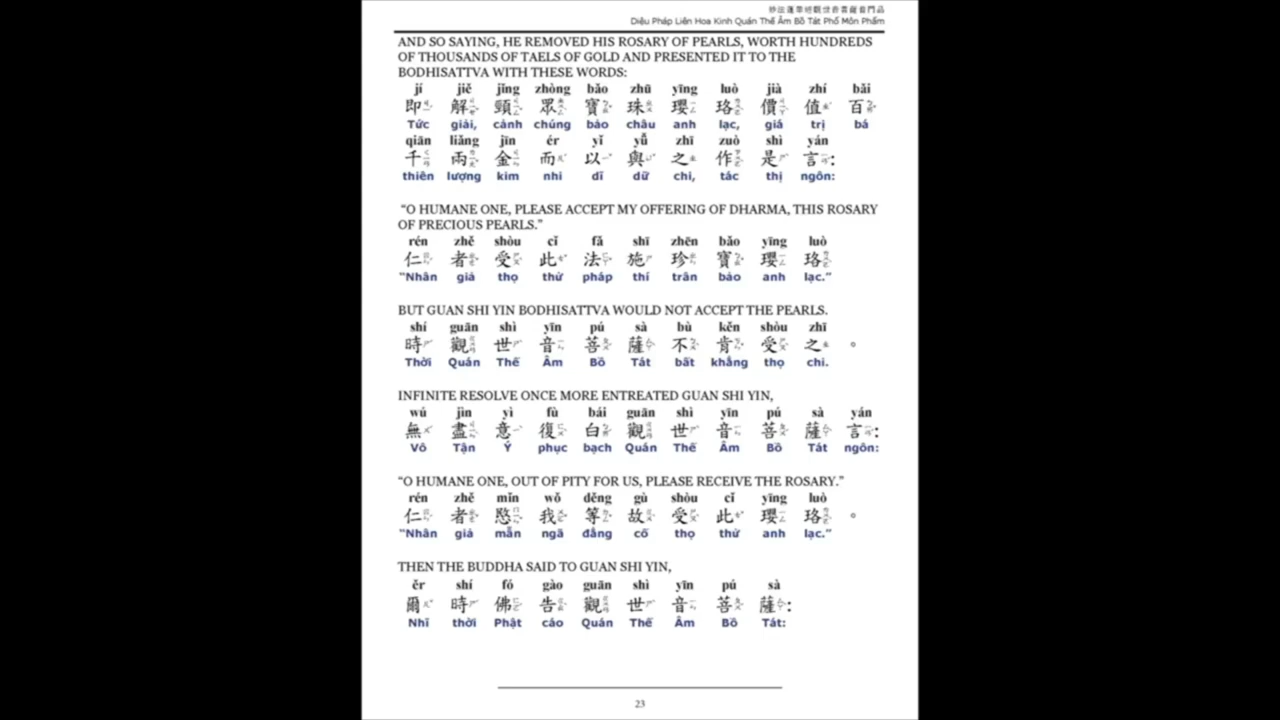 妙法蓮華經觀世音菩薩普門品
Diệu Pháp Liên Hoa Kinh Quán Thế Âm Bồ Tát Phổ Môn Phẩm
AND SO SAYING, HE REMOVED HIS ROSARY OF PEARLS, WORTH HUNDREDS
OF THOUSANDS OF TAELS OF GOLD AND PRESENTED IT TO THE
BODHISATTVA WITH THESE WORDS:
jí jiě jǐng zhòng bǎo zhū yīng luò jià zhí bǎi
即 解 頸 眾 寶 珠 瓔 珞 價 值 百
Tức giải, cảnh chúng bảo châu anh lạc, giá trị bá
qiān liǎng jīn ér yǐ yǔ zhī zuò shì yán
千 兩 金 而 以 與 之 作 是 言:
thiên lượng kim nhi dĩ dữ chi, tác thị ngôn:
“O HUMANE ONE, PLEASE ACCEPT MY OFFERING OF DHARMA, THIS ROSARY
OF PRECIOUS PEARLS.”
rén zhě shòu cǐ fǎ shī zhēn bǎo yīng luò
仁 者 受 此 法 施 珍 寶 瓔 珞
“Nhân giả thọ thử pháp thí trân bảo anh lạc.”
BUT GUAN SHI YIN BODHISATTVA WOULD NOT ACCEPT THE PEARLS.
shí guān shì yīn pú sà bù kěn shòu zhī
時 觀 世 音 菩 薩 不 肯 受 之 。
Thời Quán Thế Âm Bồ Tát bất khẳng thọ chi.
INFINITE RESOLVE ONCE MORE ENTREATED GUAN SHI YIN,
wú jìn yì fù bái guān shì yīn pú sà yán
無 盡 意 復 白 觀 世 音 菩 薩 言:
Vô Tận Ý phục bạch Quán Thế Âm Bồ Tát ngôn:
“O HUMANE ONE, OUT OF PITY FOR US, PLEASE RECEIVE THE ROSARY.”
rén zhě mǐn wǒ děng gù shòu cǐ yīng luò
仁 者 愍 我 等 故 受 此 瓔 珞 。
“Nhân giả mẫn ngã đẳng cố thọ thử anh lạc.”
THEN THE BUDDHA SAID TO GUAN SHI YIN,
ěr shí fó gào guān shì yīn pú sà
爾 時 佛 告 觀 世 音 菩 薩:
Nhĩ thời Phật cáo Quán Thế Âm Bồ Tát:
23